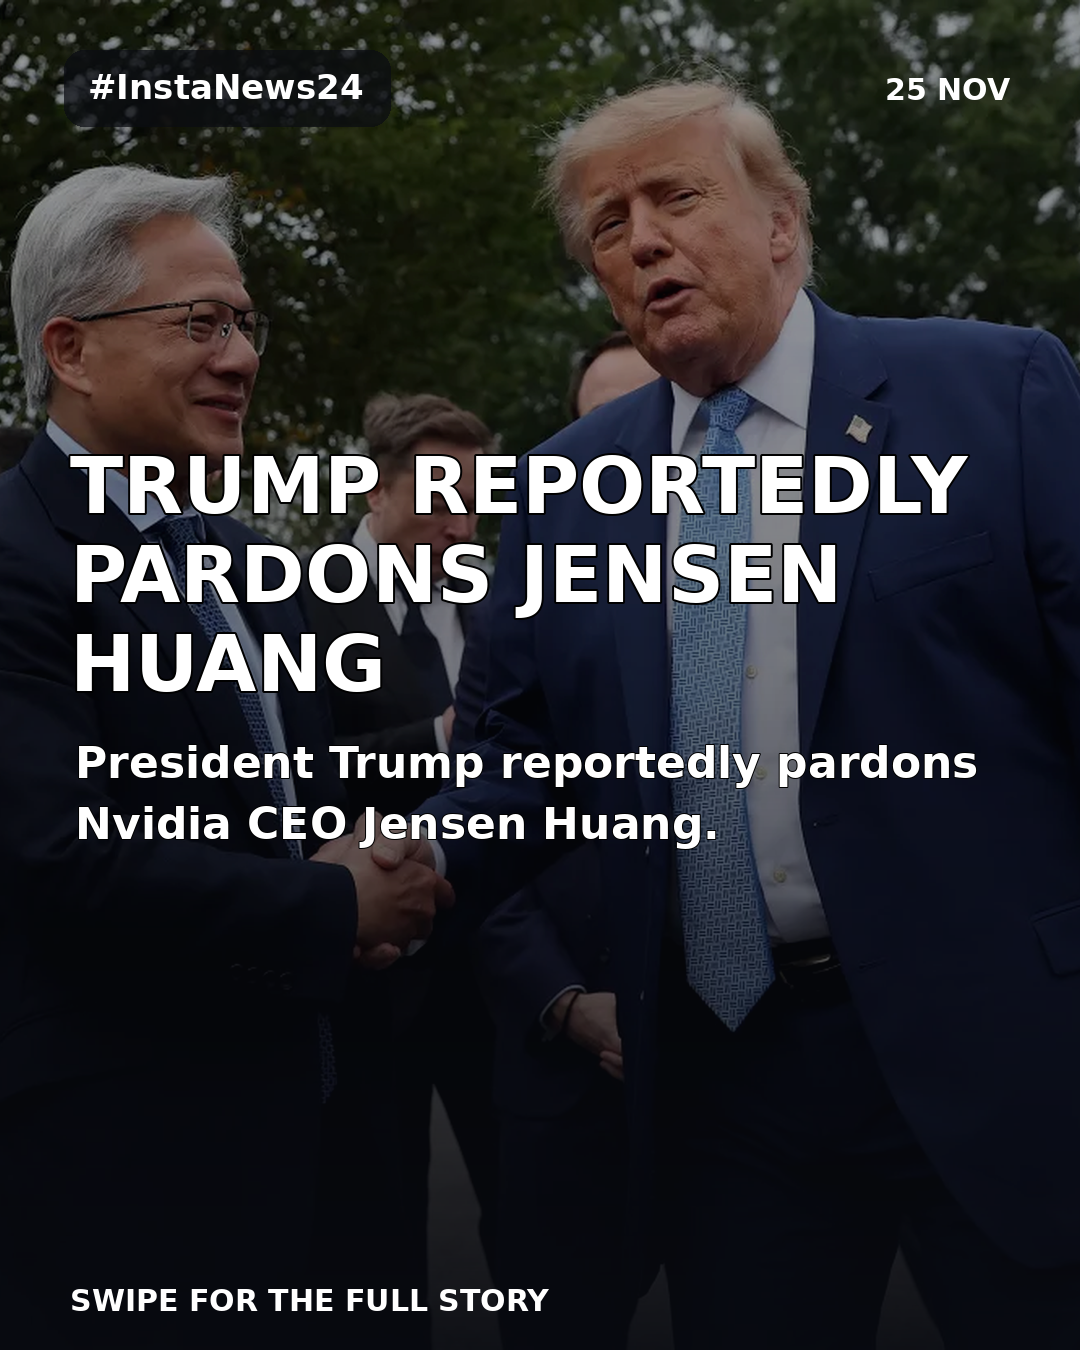 #InstaNews24
25 NOV
TRUMP REPORTEDLY
PARDONS JENSEN
HUANG
President Trump reportedly pardons
Nvidia CEO Jensen Huang.
SWIPE FOR THE FULL STORY